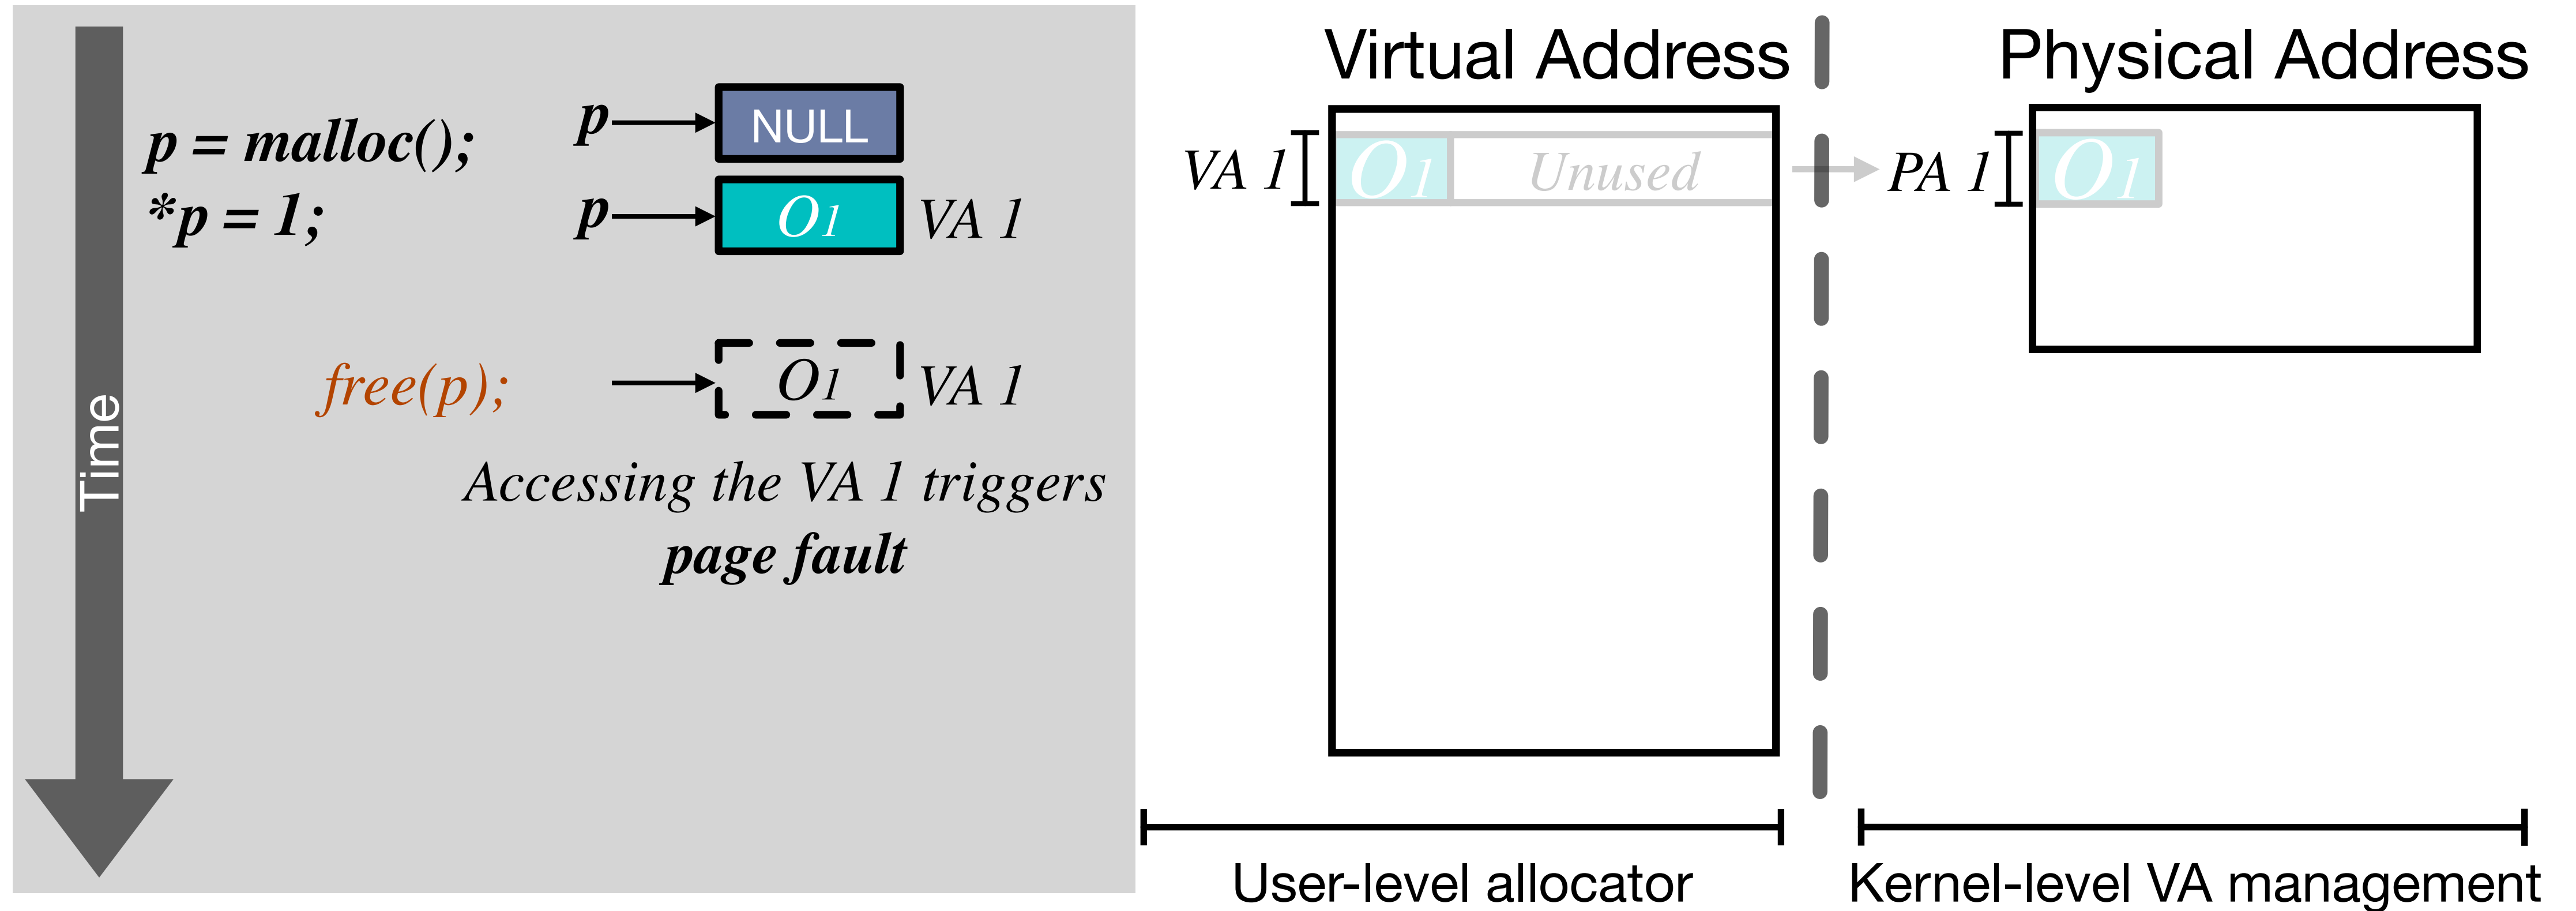 Time
p = malloc();
*p = 1;
p
NULL
p
O1
VA 1
free(p);
O1
VA 1
Accessing the VA 1 triggers
page fault
Virtual Address
VA 1
O1
Unused
User-level allocator
Physical Address
PA 1
O1
Kernel-level VA management